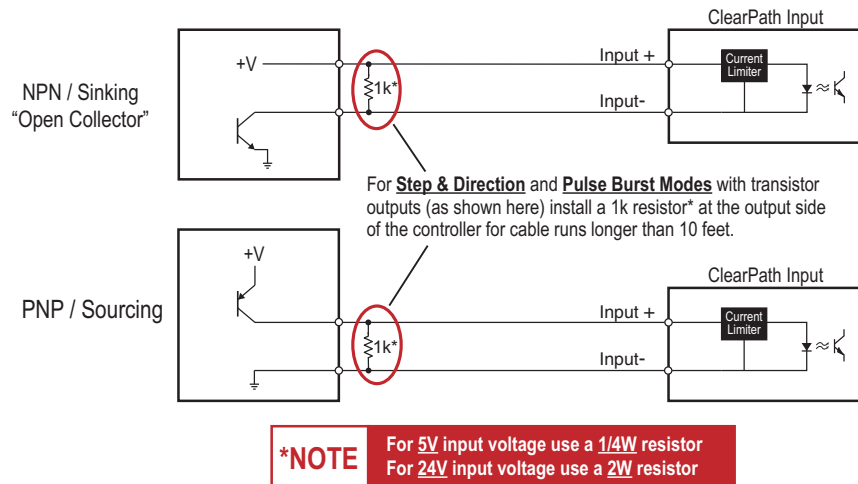 ClearPath Input
NPN / Sinking
“Open Collector”
+V
1k*
Input +
Input-
Current
Limiter
For Step & Direction and Pulse Burst Modes with transistor
outputs (as shown here) install a 1k resistor* at the output side
of the controller for cable runs longer than 10 feet.
PNP / Sourcing
+V
ClearPath Input
1k*
Input +
Input-
Current
Limiter
*NOTE
For 5V input voltage use a 1/4W resistor
For 24V input voltage use a 2W resistor